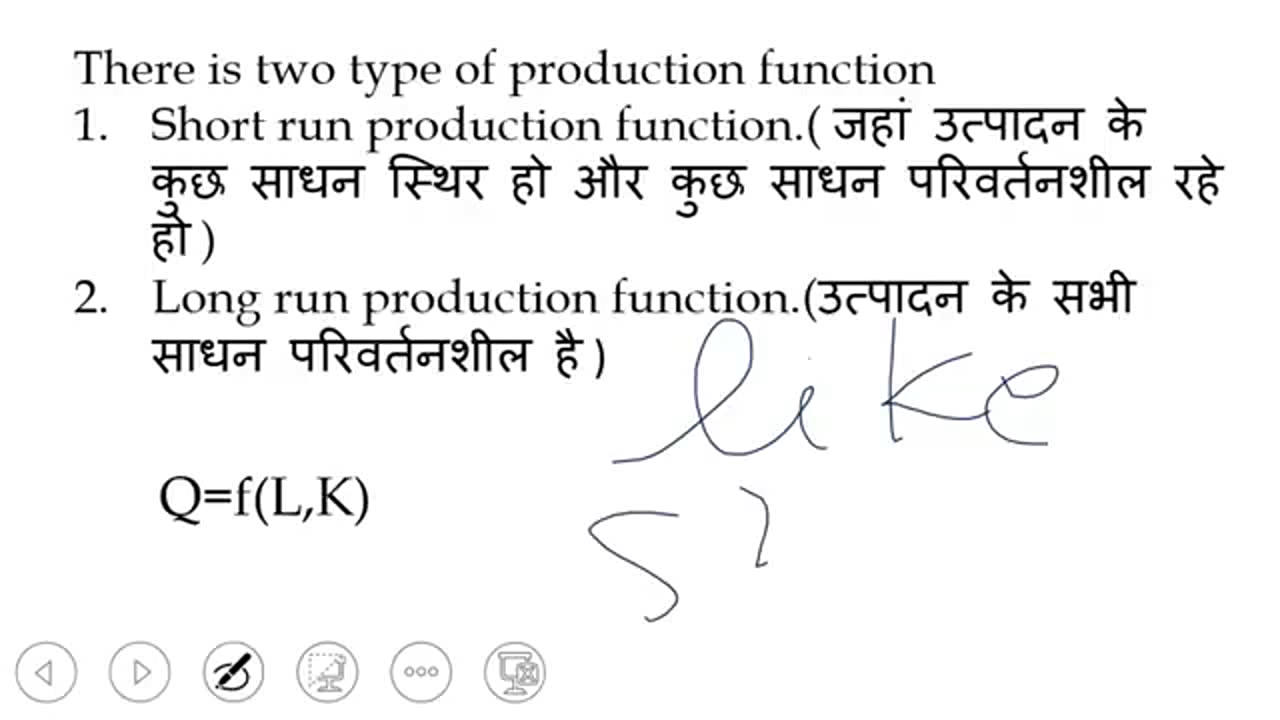 There is two type of production function
1. Short run production function.( जहां उत्पादन के
कुछ साधन स्थिर हो और कुछ साधन परिवर्तनशील रहे
हो )
2. Long run production function.(उत्पादन के सभी
साधन परिवर्तनशील है )
like
Q=f(L,K)